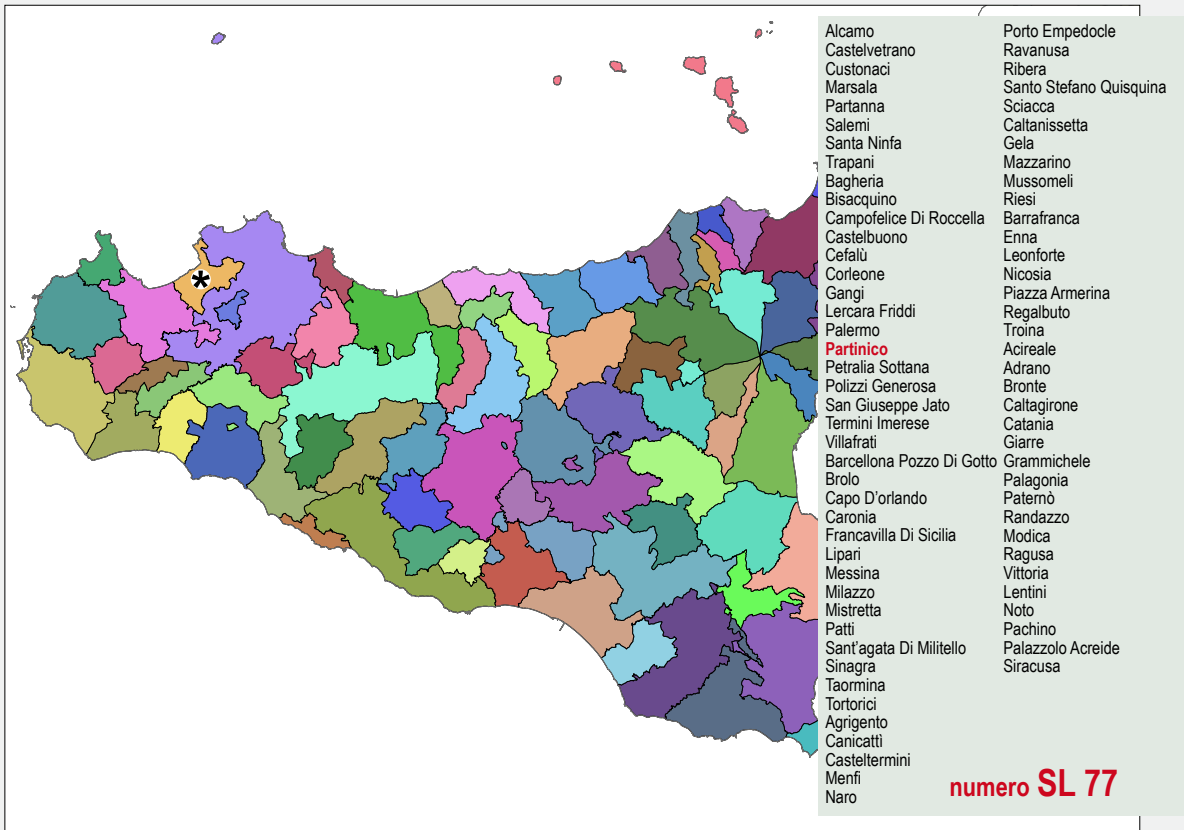 Alcamo
Castelvetrano
Custonaci
Marsala
Partanna
Salemi
Santa Ninfa
Trapani
Bagheria
Bisacquino
Campofelice Di Roccella
Castelbuono
Cefalù
Corleone
Gangi
Lercara Friddi
Palermo
Partinico
Petralia Sottana
Polizzi Generosa
San Giuseppe Jato
Termini Imerese
Villafrati
Barcellona Pozzo Di Gotto
Brolo
Capo D'orlando
Caronia
Francavilla Di Sicilia
Lipari
Messina
Milazzo
Mistretta
Patti
Sant'agata Di Militello
Sinagra
Taormina
Tortorici
Agrigento
Canicattì
Casteltermini
Menfi
Naro
Porto Empedocle
Ravanusa
Ribera
Santo Stefano Quisquina
Sciacca
Caltanissetta
Gela
Mazzarino
Mussomeli
Riesi
Barrafranca
Enna
Leonforte
Nicosia
Piazza Armerina
Regalbuto
Troina
Acireale
Adrano
Bronte
Caltagirone
Catania
Giarre
Grammichele
Palagonia
Paternò
Randazzo
Modica
Ragusa
Vittoria
Lentini
Noto
Pachino
Palazzolo Acreide
Siracusa
numero SL 77
*